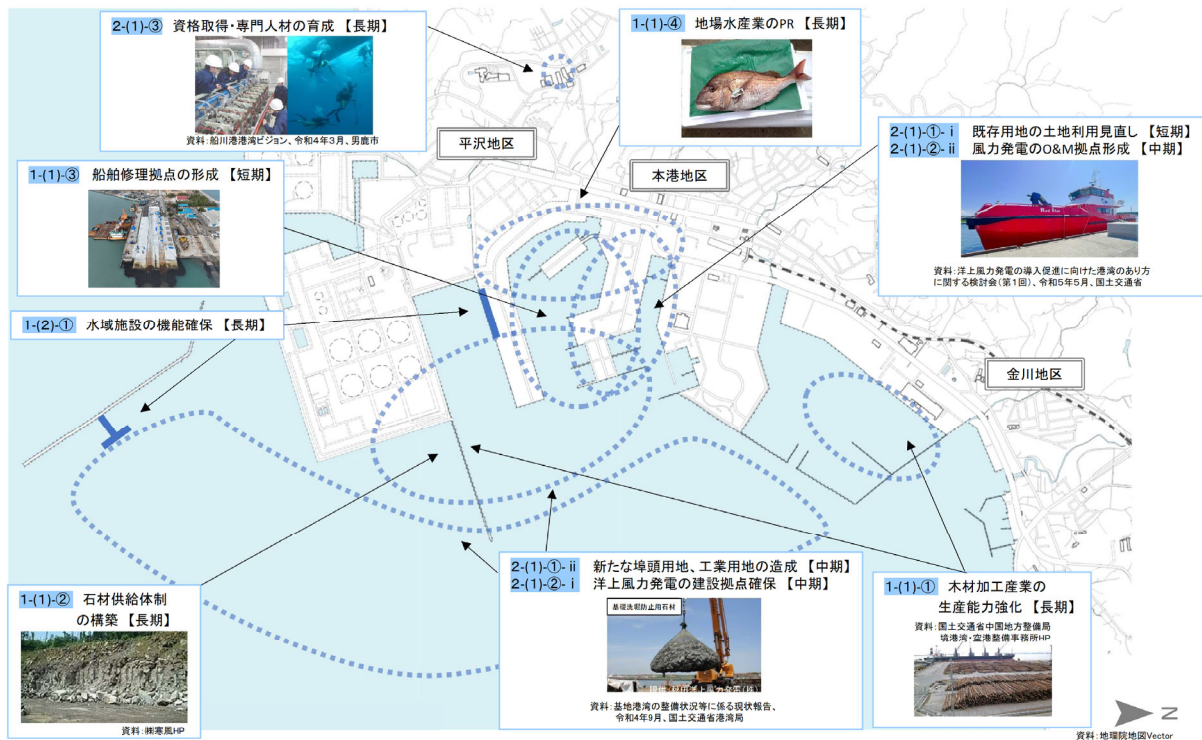 2-(1)-③ 資格取得・専門人材の育成 【長期】
資料:船川港港湾ビジョン、令和4年3月、男鹿市
1-(1)-④ 地場水産業のPR 【長期】
2-(1)-①-ⅰ 既存用地の土地利用見直し 【短期】
2-(1)-②-ⅱ 風力発電のO&M拠点形成 【中期】
資料:洋上風力発電の導入促進に向けた港湾のあり方
に関する検討会(第1回)、令和5年5月、国土交通省
平沢地区
本港地区
1-(1)-③ 船舶修理拠点の形成 【短期】
1-(2)-① 水域施設の機能確保 【長期】
金川地区
1-(1)-② 石材供給体制
の構築 【長期】
資料:㈱寒風HP
2-(1)-①-ⅱ 新たな埠頭用地、工業用地の造成 【中期】
2-(1)-②-ⅰ 洋上風力発電の建設拠点確保 【中期】
基礎洗堀防止用石材
資料:基地港湾の整備状況等に係る現状報告、
令和4年9月、国土交通省港湾局
1-(1)-① 木材加工産業の
生産能力強化 【長期】
資料:国土交通省中国地方整備局
境港湾・空港整備事務所HP
N
資料:地理院地図Vector